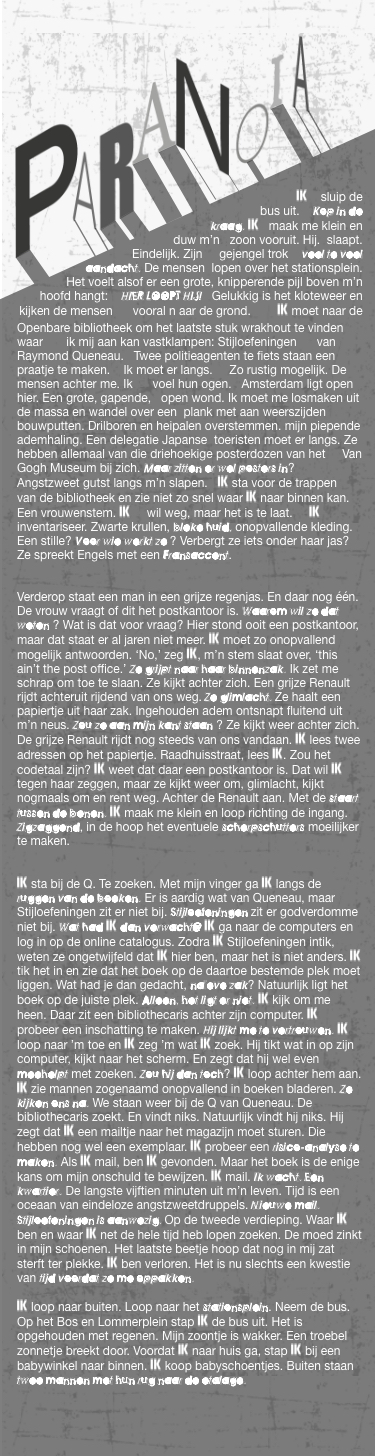 PARANOIA
IK sluip de
bus uit. Kop in de
kraag. IK maak me klein en
duw m'n zoon vooruit. Hij. slaapt.
Eindelijk. Zijn gejengel trok veel te veel
aandacht. De mensen lopen over het stationsplein.
Het voelt alsof er een grote, knipperende pijl boven m'n
hoofd hangt: HIER LOOPT HIJ! Gelukkig is het kloteweer en
kijken de mensen vooral n aar de grond. IK moet naar de
Openbare bibliotheek om het laatste stuk wrakhout te vinden
waar ik mij aan kan vastklampen: Stijloefeningen van
Raymond Queneau. Twee politieagenten te fiets staan een
praatje te maken. Ik moet er langs. Zo rustig mogelijk. De
mensen achter me. Ik voel hun ogen. Amsterdam ligt open
hier. Een grote, gapende, open wond. Ik moet me losmaken uit
de massa en wandel over een plank met aan weerszijden
bouwputten. Drilboren en heipalen overstemmen. mijn piepende
ademhaling. Een delegatie Japanse toeristen moet er langs. Ze
hebben allemaal van die driehoekige posterdozen van het Van
Gogh Museum bij zich. Maar zitten er wel posters in?
Angstzweet gutst langs m'n slapen. IK sta voor de trappen
van de bibliotheek en zie niet zo snel waar IK naar binnen kan.
Een vrouwenstem. IK wil weg, maar het is te laat. IK
inventariseer. Zwarte krullen, bleke huid, onopvallende kleding.
Een stille? Voor wie werkt ze ? Verbergt ze iets onder haar jas?
Ze spreekt Engels met een Fransaccent.
Verderop staat een man in een grijze regenjas. En daar nog één.
De vrouw vraagt of dit het postkantoor is. Waarom wil ze dat
weten ? Wat is dat voor vraag? Hier stond ooit een postkantoor,
maar dat staat er al jaren niet meer. IK moet zo onopvallend
mogelijk antwoorden. 'No,' zeg IK, m'n stem slaat over, 'this
ain't the post office.' Ze grijpt naar haar binnenzak. Ik zet me
schrap om toe te slaan. Ze kijkt achter zich. Een grijze Renault
rijdt achteruit rijdend van ons weg. Ze glimlacht. Ze haalt een
papiertje uit haar zak. Ingehouden adem ontsnapt fluitend uit
m'n neus. Zou ze aan mijn kant staan ? Ze kijkt weer achter zich.
De grijze Renault rijdt nog steeds van ons vandaan. IK lees twee
adressen op het papiertje. Raadhuisstraat, lees IK. Zou het
codetaal zijn? IK weet dat daar een postkantoor is. Dat wil IK
tegen haar zeggen, maar ze kijkt weer om, glimlacht, kijkt
nogmaals om en rent weg. Achter de Renault aan. Met de staart
tussen de benen. IK maak me klein en loop richting de ingang.
Zigzaggend, in de hoop het eventuele scherpschutters moeilijker
te maken.
IK sta bij de Q. Te zoeken. Met mijn vinger ga IK langs de
ruggen van de boeken. Er is aardig wat van Queneau, maar
Stijloefeningen zit er niet bij. Stijloefeningen zit er godverdomme
niet bij. Wat had IK dan verwacht? IK ga naar de computers en
log in op de online catalogus. Zodra IK Stijloefeningen intik,
weten ze ongetwijfeld dat IK hier ben, maar het is niet anders. IK
tik het in en zie dat het boek op de daartoe bestemde plek moet
liggen. Wat had je dan gedacht, naïeve zak? Natuurlijk ligt het
boek op de juiste plek. Alleen, het ligt er niet. IK kijk om me
heen. Daar zit een bibliothecaris achter zijn computer. IK
probeer een inschatting te maken. Hij lijkt me te vertrouwen. IK
loop naar 'm toe en IK zeg 'm wat IK zoek. Hij tikt wat in op zijn
computer, kijkt naar het scherm. En zegt dat hij wel even
meehelpt met zoeken. Zou hij dan toch? IK loop achter hem aan.
IK zie mannen zogenaamd onopvallend in boeken bladeren. Ze
kijken ons na. We staan weer bij de Q van Queneau. De
bibliothecaris zoekt. En vindt niks. Natuurlijk vindt hij niks. Hij
zegt dat IK een mailtje naar het magazijn moet sturen. Die
hebben nog wel een exemplaar. IK probeer een risico-analyse te
maken. Als IK mail, ben IK gevonden. Maar het boek is de enige
kans om mijn onschuld te bewijzen. IK mail. Ik wacht. Een
kwartier. De langste vijftien minuten uit m'n leven. Tijd is een
oceaan van eindeloze angstzweetdruppels. Nieuwe mail.
Stijloefeningen is aanwezig. Op de tweede verdieping. Waar IK
ben en waar IK net de hele tijd heb lopen zoeken. De moed zinkt
in mijn schoenen. Het laatste beetje hoop dat nog in mij zat
sterft ter plekke. IK ben verloren. Het is nu slechts een kwestie
van tijd voordat ze me oppakken.
IK loop naar buiten. Loop naar het stationsplein. Neem de bus.
Op het Bos en Lommerplein stap IK de bus uit. Het is
opgehouden met regenen. Mijn zoontje is wakker. Een troebel
zonnetje breekt door. Voordat IK naar huis ga, stap IK bij een
babywinkel naar binnen. IK koop babyschoentjes. Buiten staan
twee mannen met hun rug naar de etalage.